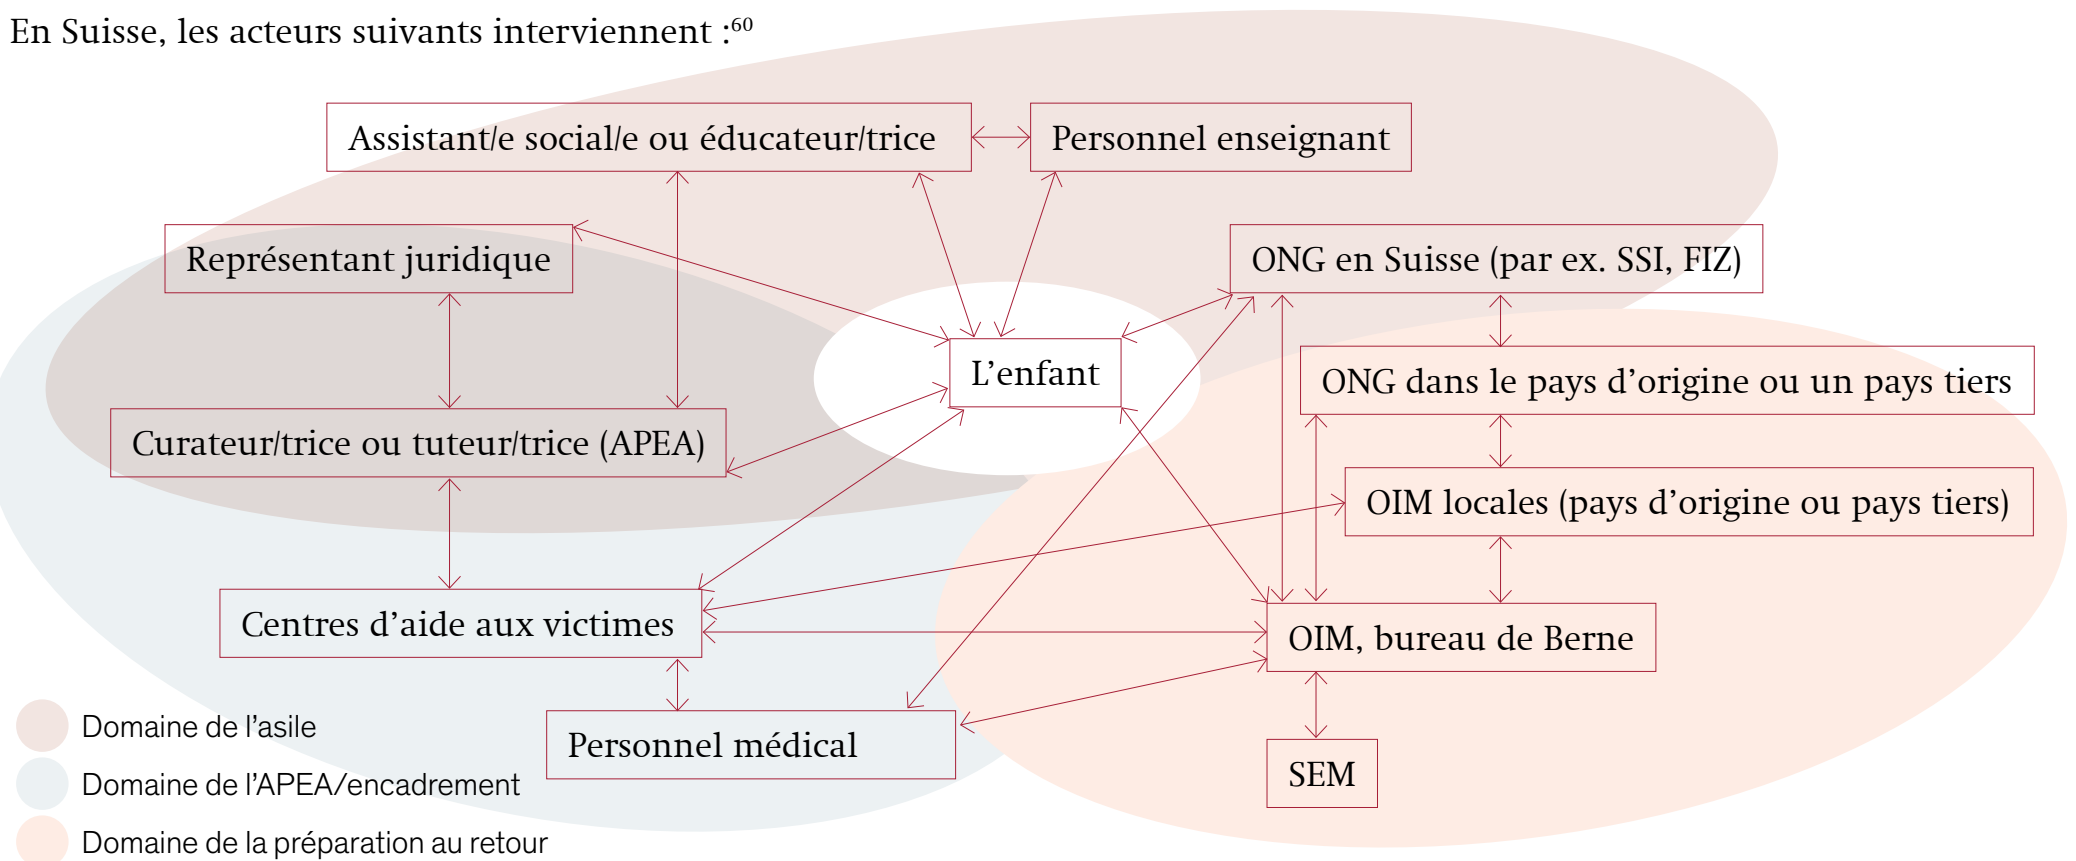 En Suisse, les acteurs suivants interviennent :60
Assistant/e social/e ou éducateur/trice
Personnel enseignant
Représentant juridique
ONG en Suisse (par ex. SSI, FIZ)
L’enfant
ONG dans le pays d’origine ou un pays tiers
Curateur/trice ou tuteur/trice (APEA)
OIM locales (pays d’origine ou pays tiers)
Centres d’aide aux victimes
OIM, bureau de Berne
Personnel médical
SEM
Domaine de l’asile
Domaine de l’APEA/encadrement
Domaine de la préparation au retour